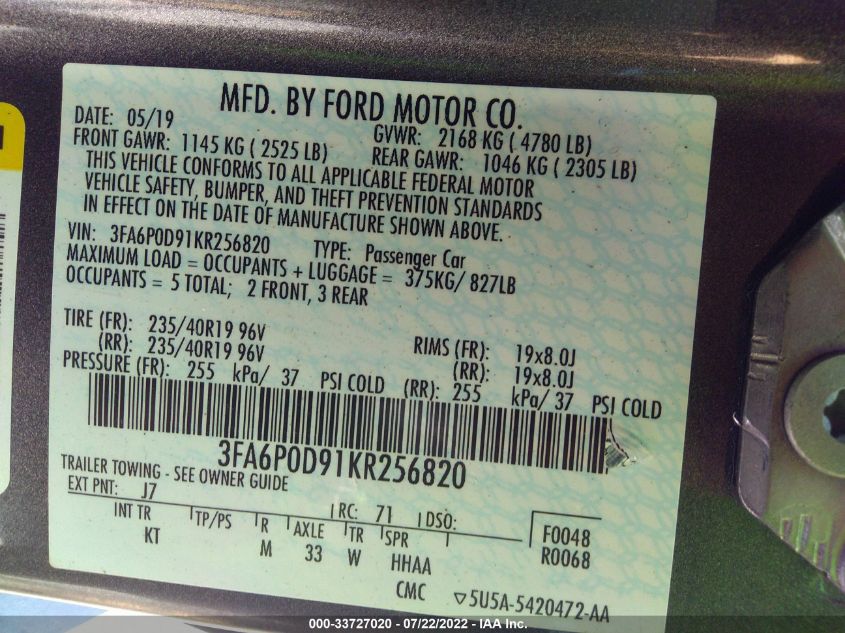 MFD. BY FORD MOTOR CO.
DATE: 05/19 GVWR: 2168 KG ( 4780 LB)
FRONT GAWR: 1145 KG ( 2525 LB) REAR GAWR: 1046 KG ( 2305 LB)
THIS VEHICLE CONFORMS TO ALL APPLICABLE FEDERAL MOTOR
VEHICLE SAFETY, BUMPER, AND THEFT PREVENTION STANDARDS
IN EFFECT ON THE DATE OF MANUFACTURE SHOWN ABOVE.
VIN: 3FA6P0D91KR256820 TYPE: Passenger Car
MAXIMUM LOAD = OCCUPANTS + LUGGAGE = 375KG/ 827LB
OCCUPANTS = 5 TOTAL; 2 FRONT, 3 REAR
TIRE (FR): 235/40R19 96V RIMS (FR): 19x8.0J
(RR): 235/40R19 96V (RR): 19x8.0J
PRESSURE (FR): 255 kPa/ 37 PSI COLD (RR): 255 kPa/ 37 PSI COLD
3FA6P0D91KR256820
TRAILER TOWING - SEE OWNER GUIDE
EXT PNT: J7 RC: 71 DSO: F0048
INT TR TP/PS R AXLE TR SPR R0068
KT M 33 W HHAA
CMC ▽5U5A-5420472-AA
000-33727020 - 07/22/2022 - IAA Inc.